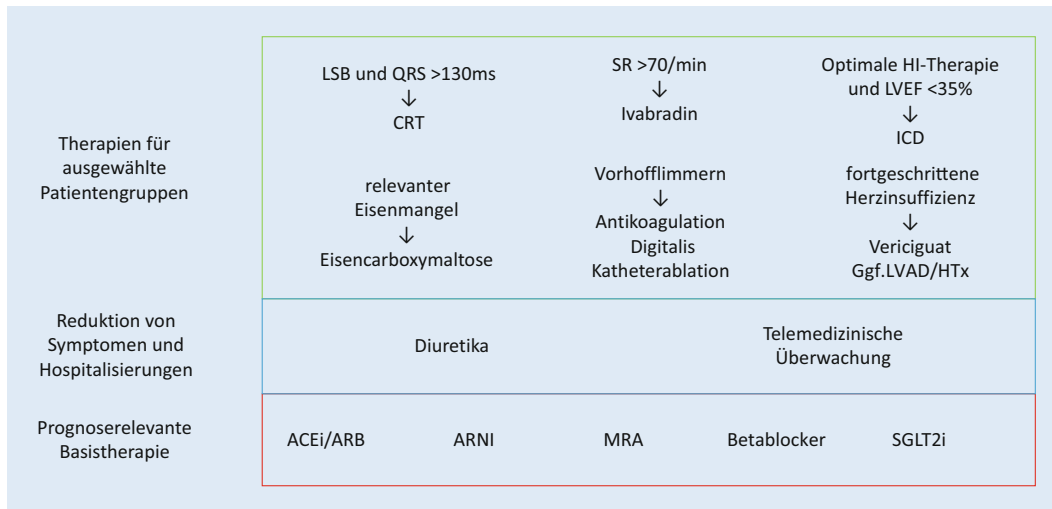 Therapien für
ausgewählte
Patientengruppen
LSB und QRS >130ms
↓
CRT
SR >70/min
↓
Ivabradin
Optimale HI-Therapie
und LVEF <35%
↓
ICD
relevanter
Eisenmangel
↓
Eisencarboxymaltose
Vorhofflimmern
↓
Antikoagulation
Digitalis
Katheterablation
fortgeschrittene
Herzinsuffizienz
↓
Vericiguat
Ggf.LVAD/HTx
Reduktion von
Symptomen und
Hospitalisierungen
Diuretika
Telemedizinische
Überwachung
Prognoserelevante
Basistherapie
ACEi/ARB
ARNI
MRA
Betablocker
SGLT2i